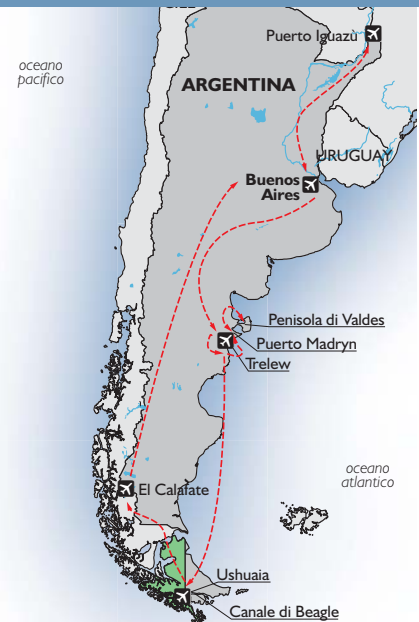 Puerto Iguazù
oceano
pacifico
ARGENTINA
URUGUAY
Buenos
Aires
Penisola di Valdes
Puerto Madryn
Trelew
El Calafate
oceano
atlantico
Ushuaia
Canale di Beagle